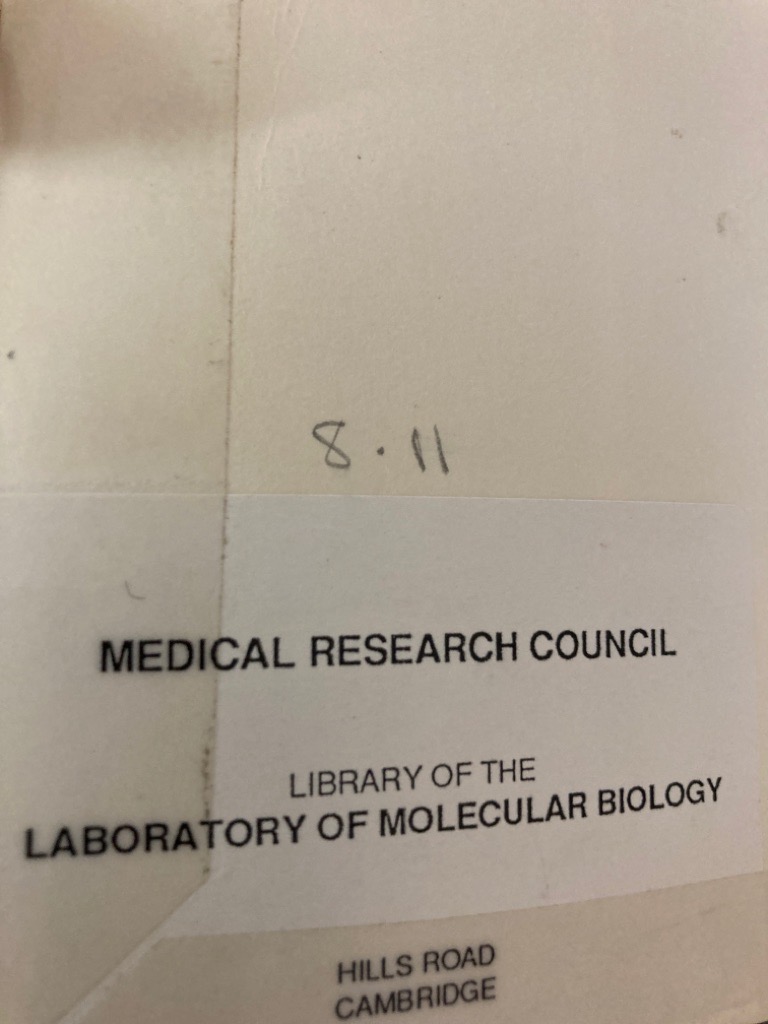 8.11
MEDICAL RESEARCH COUNCIL
LIBRARY OF THE
LABORATORY OF MOLECULAR BIOLOGY
HILLS ROAD
CAMBRIDGE